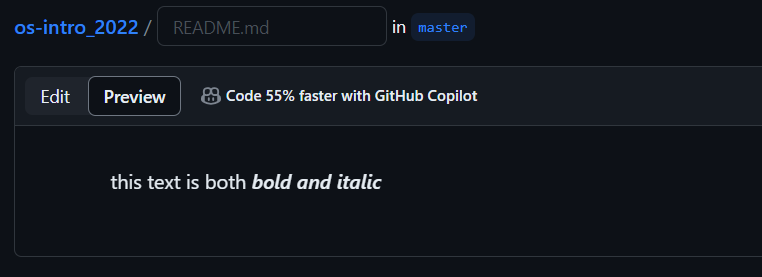 os-intro_2022 / README.md in master
Edit Preview Code 55% faster with GitHub Copilot
this text is both bold and italic